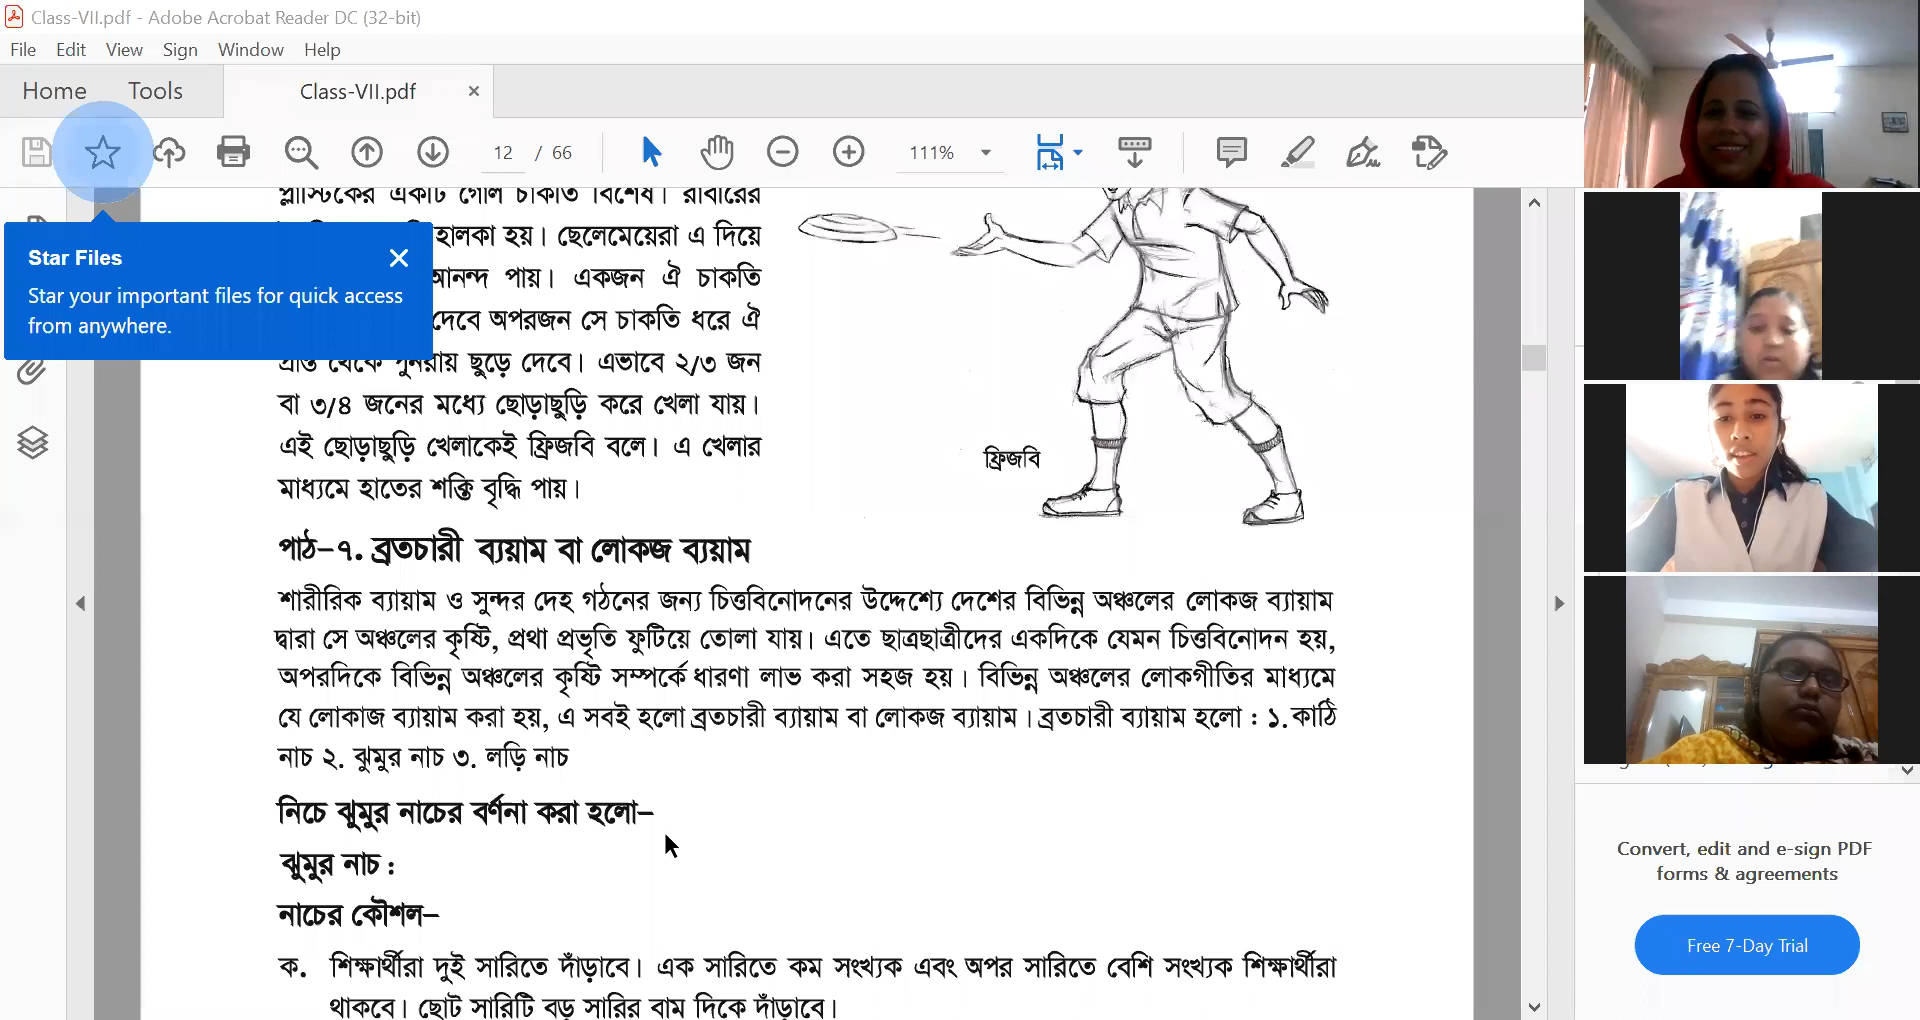 Class-VII.pdf - Adobe Acrobat Reader DC (32-bit)
File Edit View Sign Window Help
Home Tools Class-VII.pdf
12 / 66 111%
প্লাস্টিকের একটি গোল চাকতি বিশেষ। রাবারের
হালকা হয়। ছেলেমেয়েরা এ দিয়ে
Star Files
Star your important files for quick access
from anywhere.
আনন্দ পায়। একজন ঐ চাকতি
দেবে অপরজন সে চাকতি ধরে ঐ
প্রান্ত থেকে পুনরায় ছুড়ে দেবে। এভাবে ২/৩ জন
বা ৩/৪ জনের মধ্যে ছোড়াছুড়ি করে খেলা যায়।
এই ছোড়াছুড়ি খেলাকেই ফ্রিজবি বলে। এ খেলার
মাধ্যমে হাতের শক্তি বৃদ্ধি পায়।
ফ্রিজবি
পাঠ–৭. ব্রতচারী ব্যয়াম বা লোকজ ব্যয়াম
শারীরিক ব্যায়াম ও সুন্দর দেহ গঠনের জন্য চিত্তবিনোদনের উদ্দেশ্যে দেশের বিভিন্ন অঞ্চলের লোকজ ব্যায়াম
দ্বারা সে অঞ্চলের কৃষ্টি, প্রথা প্রভৃতি ফুটিয়ে তোলা যায়। এতে ছাত্রছাত্রীদের একদিকে যেমন চিত্তবিনোদন হয়,
অপরদিকে বিভিন্ন অঞ্চলের কৃষ্টি সম্পর্কে ধারণা লাভ করা সহজ হয়। বিভিন্ন অঞ্চলের লোকগীতির মাধ্যমে
যে লোকাজ ব্যায়াম করা হয়, এ সবই হলো ব্রতচারী ব্যায়াম বা লোকজ ব্যায়াম। ব্রতচারী ব্যায়াম হলো : ১. কাঠি
নাচ ২. ঝুমুর নাচ ৩. লড়ি নাচ
নিচে ঝুমুর নাচের বর্ণনা করা হলো–
ঝুমুর নাচ :
নাচের কৌশল–
ক. শিক্ষার্থীরা দুই সারিতে দাঁড়াবে। এক সারিতে কম সংখ্যক এবং অপর সারিতে বেশি সংখ্যক শিক্ষার্থীরা
থাকবে। ছোট সারিটি বড় সারির বাম দিকে দাঁড়াবে।
Convert, edit and e-sign PDF
forms & agreements
Free 7-Day Trial